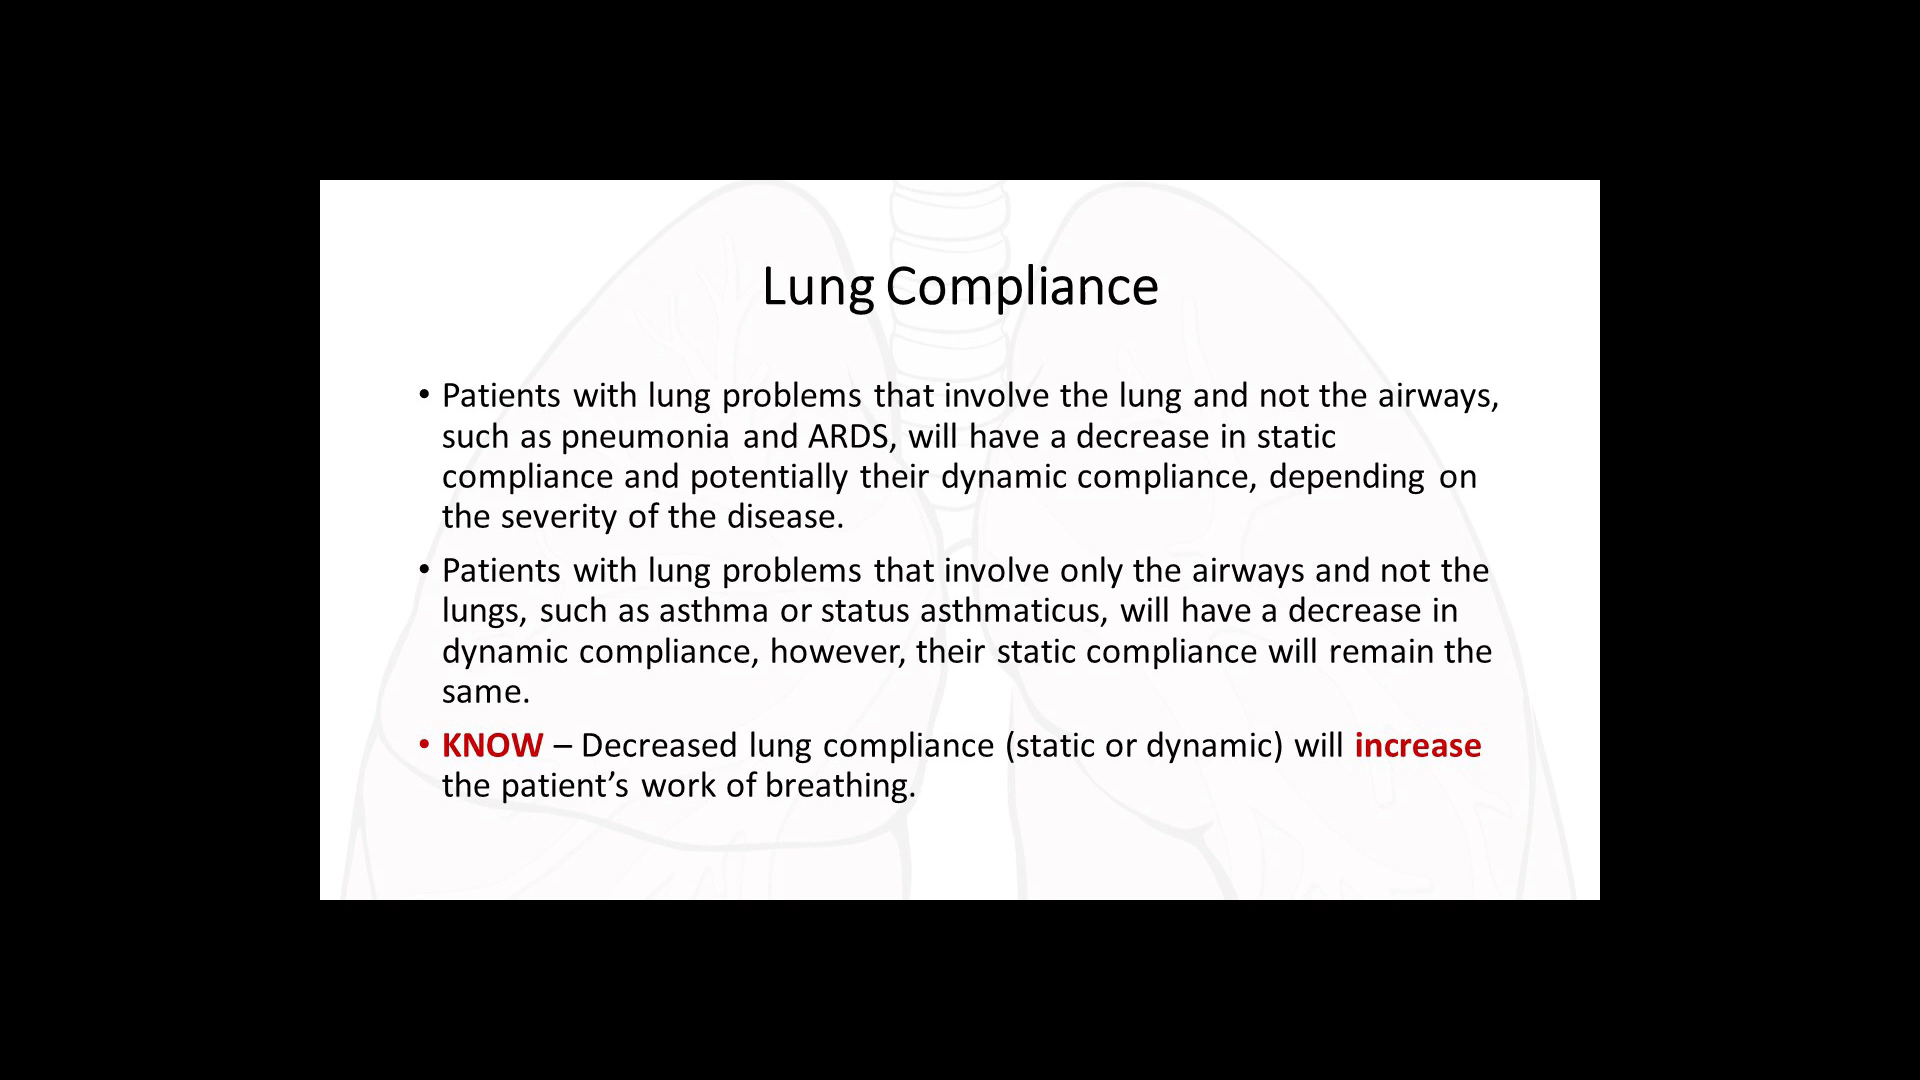 Lung Compliance
• Patients with lung problems that involve the lung and not the airways,
such as pneumonia and ARDS, will have a decrease in static
compliance and potentially their dynamic compliance, depending on
the severity of the disease.
• Patients with lung problems that involve only the airways and not the
lungs, such as asthma or status asthmaticus, will have a decrease in
dynamic compliance, however, their static compliance will remain the
same.
• KNOW – Decreased lung compliance (static or dynamic) will increase
the patient’s work of breathing.